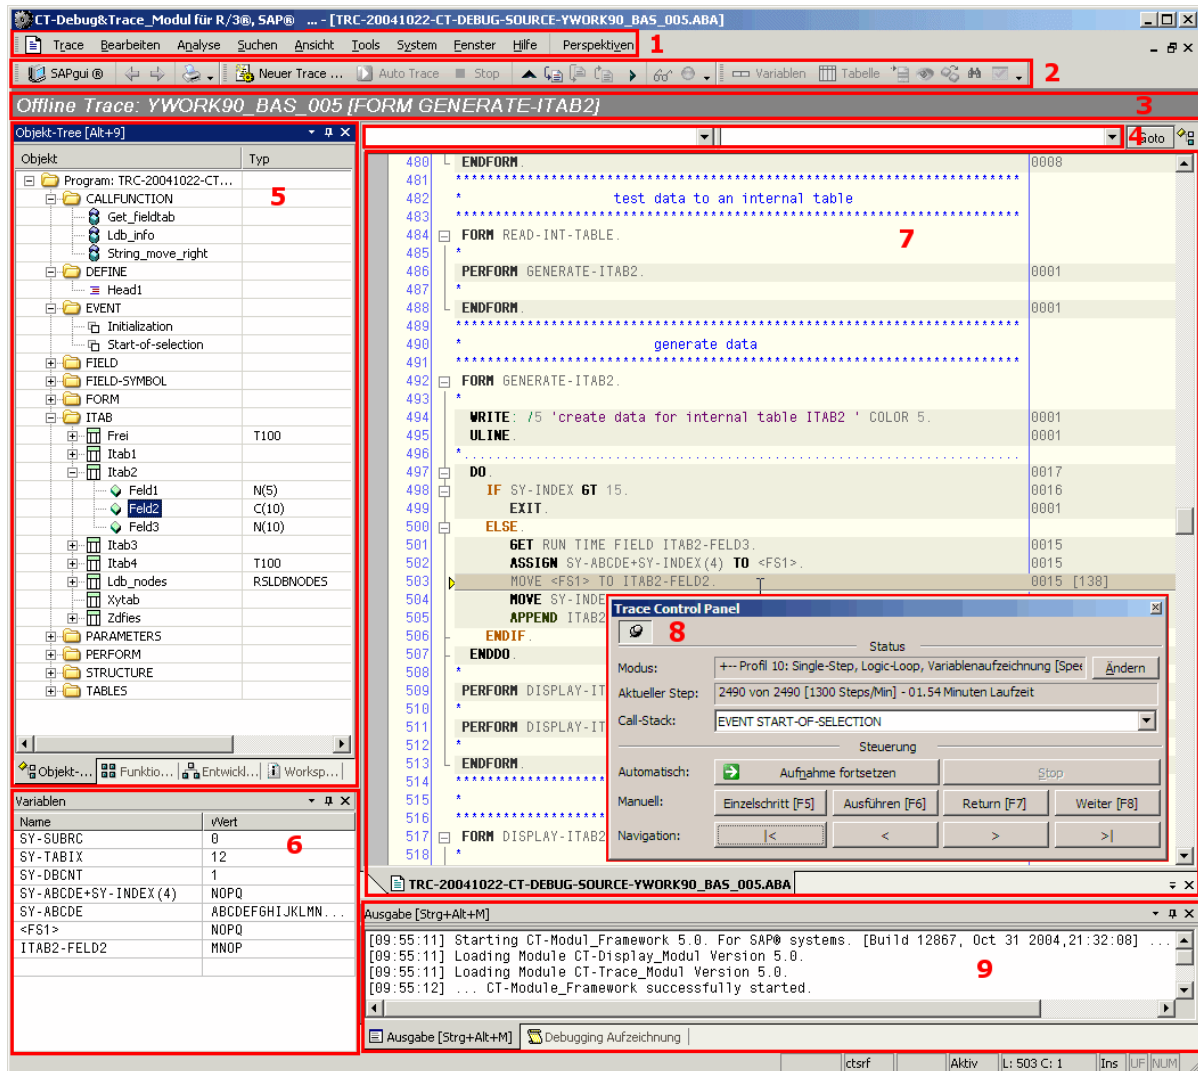 CT-Debug&Trace_Modul für R/3®, SAP® ... - [TRC-20041022-CT-DEBUG-SOURCE-YWORK90_BAS_005.ABA]
Trace Bearbeiten Analyse Suchen Ansicht Tools System Fenster Hilfe Perspektiven 1
SAPgui ® Neuer Trace ... Auto Trace Stop Variablen Tabelle 2
Offline Trace: YWORK90_BAS_005 [FORM GENERATE-ITAB2] 3
Objekt-Tree [Alt+9]
4 Goto
Objekt Typ
5
Program: TRC-20041022-CT...
CALLFUNCTION
Get_fieldtab
Ldb_info
String_move_right
DEFINE
Head1
EVENT
Initialization
Start-of-selection
FIELD
FIELD-SYMBOL
FORM
ITAB
Frei T100
Itab1
Itab2
Feld1 N(5)
Feld2 C(10)
Feld3 N(10)
Itab3
Itab4 T100
Ldb_nodes RSLDBNODES
Xytab
Zdfies
PARAMETERS
PERFORM
STRUCTURE
TABLES
Objekt-... Funktio... Entwickl... Worksp...
Variablen
Name Wert
6
SY-SUBRC 0
SY-TABIX 12
SY-DBCNT 1
SY-ABCDE+SY-INDEX(4) NOPQ
SY-ABCDE ABCDEFGHIJKLMN...
<FS1> NOPQ
ITAB2-FELD2 MNOP
7
480 ENDFORM. 0008
481 **************************************************************
482 * test data to an internal table
483 **************************************************************
484 FORM READ-INT-TABLE.
485 *
486 PERFORM GENERATE-ITAB2. 0001
487 *
488 ENDFORM. 0001
489 **************************************************************
490 * generate data
491 **************************************************************
492 FORM GENERATE-ITAB2.
493 *
494 WRITE: /5 'create data for internal table ITAB2 ' COLOR 5. 0001
495 ULINE. 0001
496 *.............................................................
497 DO. 0017
498 IF SY-INDEX GT 15. 0016
499 EXIT. 0001
500 ELSE.
501 GET RUN TIME FIELD ITAB2-FELD3. 0015
502 ASSIGN SY-ABCDE+SY-INDEX(4) TO <FS1>. 0015
503 MOVE <FS1> TO ITAB2-FELD2. 0015 [138]
504 MOVE SY-INDE
505 APPEND ITAB2
506 ENDIF.
507 ENDDO.
508 *
509 PERFORM DISPLAY-IT
510 *
511 PERFORM DISPLAY-IT
512 *
513 ENDFORM.
514 ****************
515 *
516 ****************
517 FORM DISPLAY-ITAB2
518 *
Trace Control Panel
8
Status
Modus: +-- Profil 10: Single-Step, Logic-Loop, Variablenaufzeichnung [Spee Ändern
Aktueller Step: 2490 von 2490 [1300 Steps/Min] - 01.54 Minuten Laufzeit
Call-Stack: EVENT START-OF-SELECTION
Steuerung
Automatisch: Aufnahme fortsetzen Stop
Manuell: Einzelschritt [F5] Ausführen [F6] Return [F7] Weiter [F8]
Navigation: |< < > >|
TRC-20041022-CT-DEBUG-SOURCE-YWORK90_BAS_005.ABA
Ausgabe [Strg+Alt+M]
[09:55:11] Starting CT-Modul_Framework 5.0. For SAP® systems. [Build 12867, Oct 31 2004,21:32:08] ...
[09:55:11] Loading Module CT-Display_Modul Version 5.0.
[09:55:11] Loading Module CT-Trace_Modul Version 5.0.
[09:55:12] ... CT-Module_Framework successfully started.
9
Ausgabe [Strg+Alt+M] Debugging Aufzeichnung
ctsrf Aktiv L: 503 C: 1 Ins UF NUM